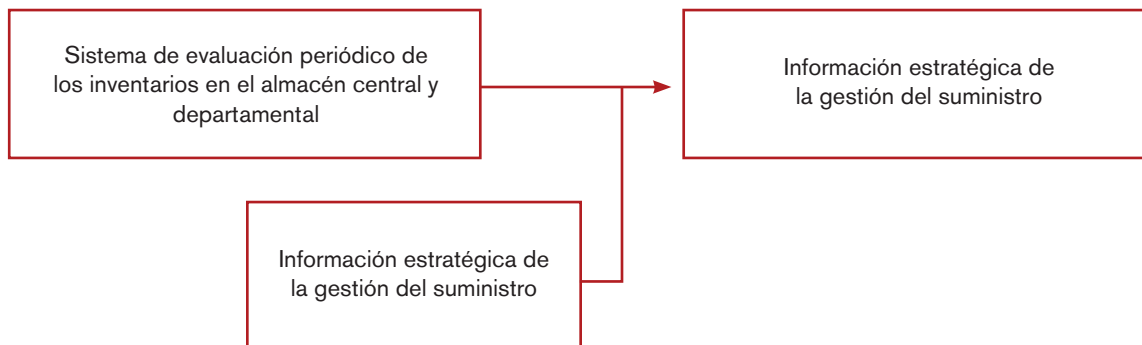 Sistema de evaluación periódico de
los inventarios en el almacén central y
departamental
Información estratégica de
la gestión del suministro
Información estratégica de
la gestión del suministro